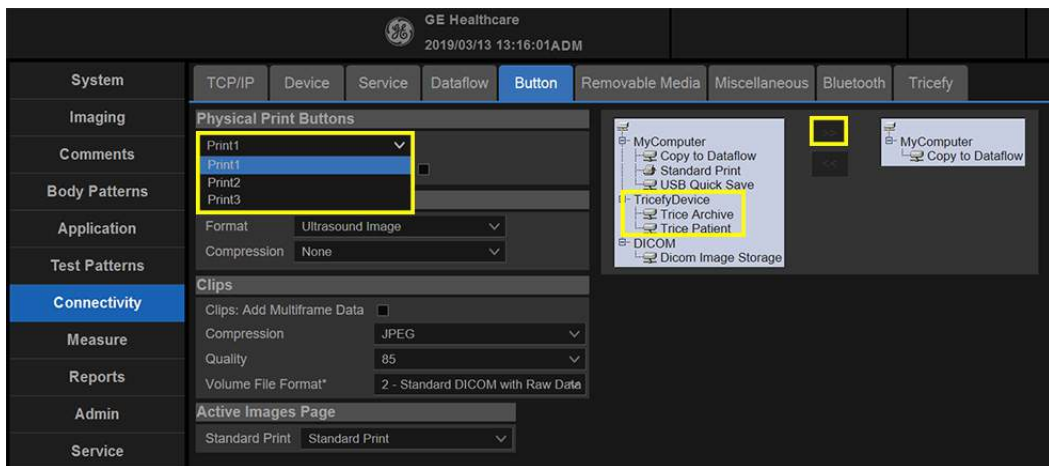 GE Healthcare
2019/03/13 13:16:01ADM
System
Imaging
Comments
Body Patterns
Application
Test Patterns
Connectivity
Measure
Reports
Admin
Service
TCP/IP Device Service Dataflow Button Removable Media Miscellaneous Bluetooth Tricefy
Physical Print Buttons
Print1
Print1
Print2
Print3
Format Ultrasound Image
Compression None
Clips
Clips: Add Multiframe Data
Compression JPEG
Quality 85
Volume File Format* 2 - Standard DICOM with Raw Data
Active Images Page
Standard Print Standard Print
MyComputer
Copy to Dataflow
Standard Print
USB Quick Save
TricefyDevice
Trice Archive
Trice Patient
DICOM
Dicom Image Storage
>>
<<
MyComputer
Copy to Dataflow